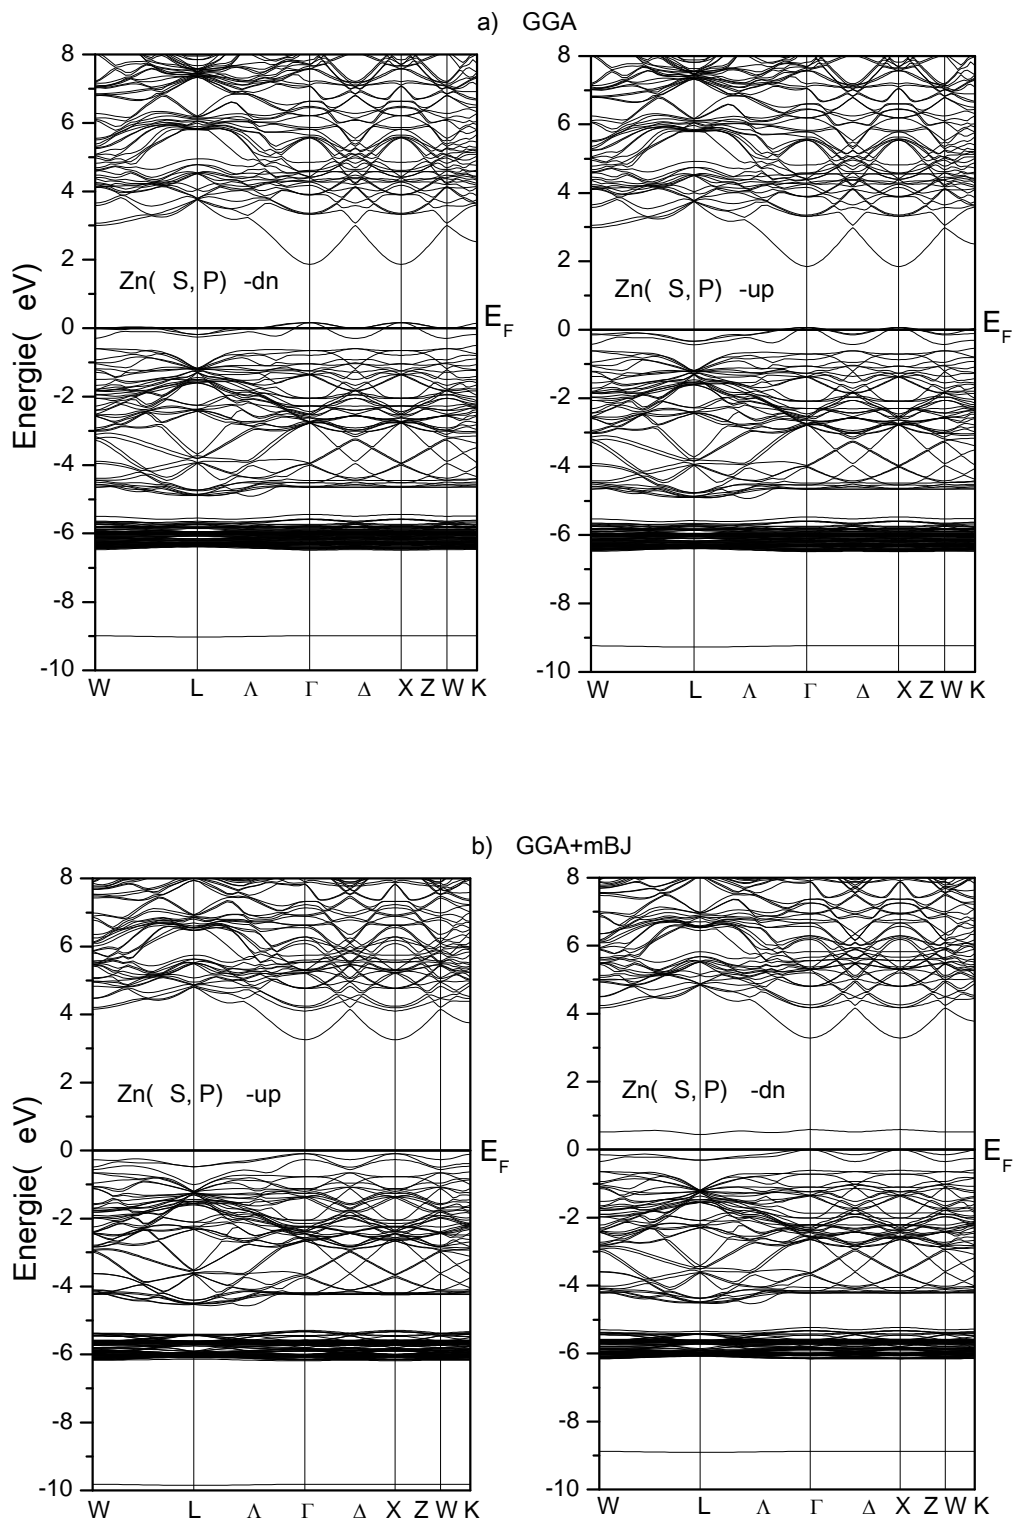 a) GGA
8
6
4
2
0
-2
-4
-6
-8
-10
Energie( eV)
Zn( S, P) -dn
E_F
W L Λ Γ Δ X Z W K
8
6
4
2
0
-2
-4
-6
-8
-10
Zn( S, P) -up
E_F
W L Λ Γ Δ X Z W K
b) GGA+mBJ
8
6
4
2
0
-2
-4
-6
-8
-10
Energie( eV)
Zn( S, P) -up
E_F
W L Λ Γ Δ X Z W K
8
6
4
2
0
-2
-4
-6
-8
-10
Zn( S, P) -dn
E_F
W L Λ Γ Δ X Z W K